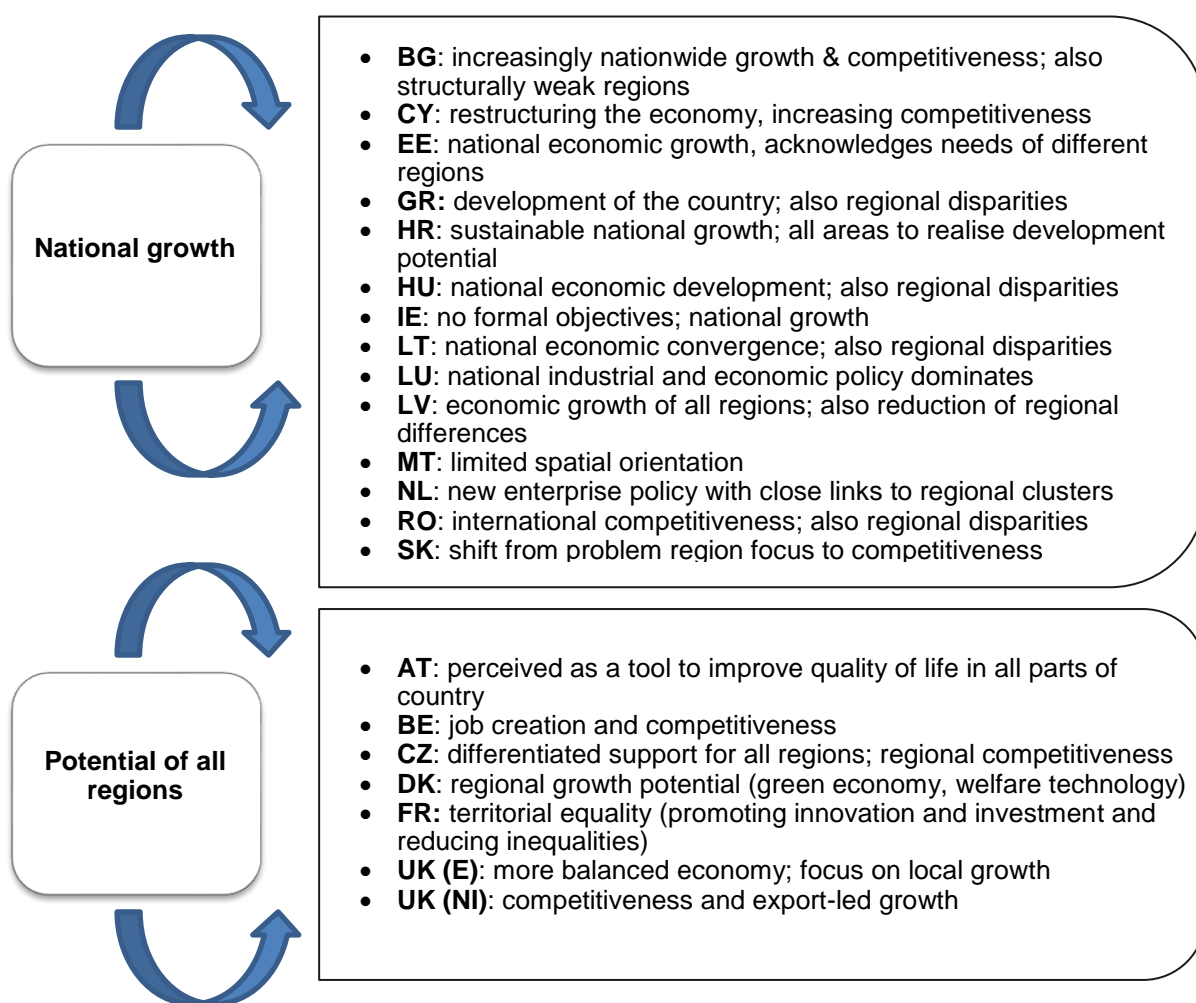 National growth
• BG: increasingly nationwide growth & competitiveness; also
structurally weak regions
• CY: restructuring the economy, increasing competitiveness
• EE: national economic growth, acknowledges needs of different
regions
• GR: development of the country; also regional disparities
• HR: sustainable national growth; all areas to realise development
potential
• HU: national economic development; also regional disparities
• IE: no formal objectives; national growth
• LT: national economic convergence; also regional disparities
• LU: national industrial and economic policy dominates
• LV: economic growth of all regions; also reduction of regional
differences
• MT: limited spatial orientation
• NL: new enterprise policy with close links to regional clusters
• RO: international competitiveness; also regional disparities
• SK: shift from problem region focus to competitiveness
Potential of all
regions
• AT: perceived as a tool to improve quality of life in all parts of
country
• BE: job creation and competitiveness
• CZ: differentiated support for all regions; regional competitiveness
• DK: regional growth potential (green economy, welfare technology)
• FR: territorial equality (promoting innovation and investment and
reducing inequalities)
• UK (E): more balanced economy; focus on local growth
• UK (NI): competitiveness and export-led growth